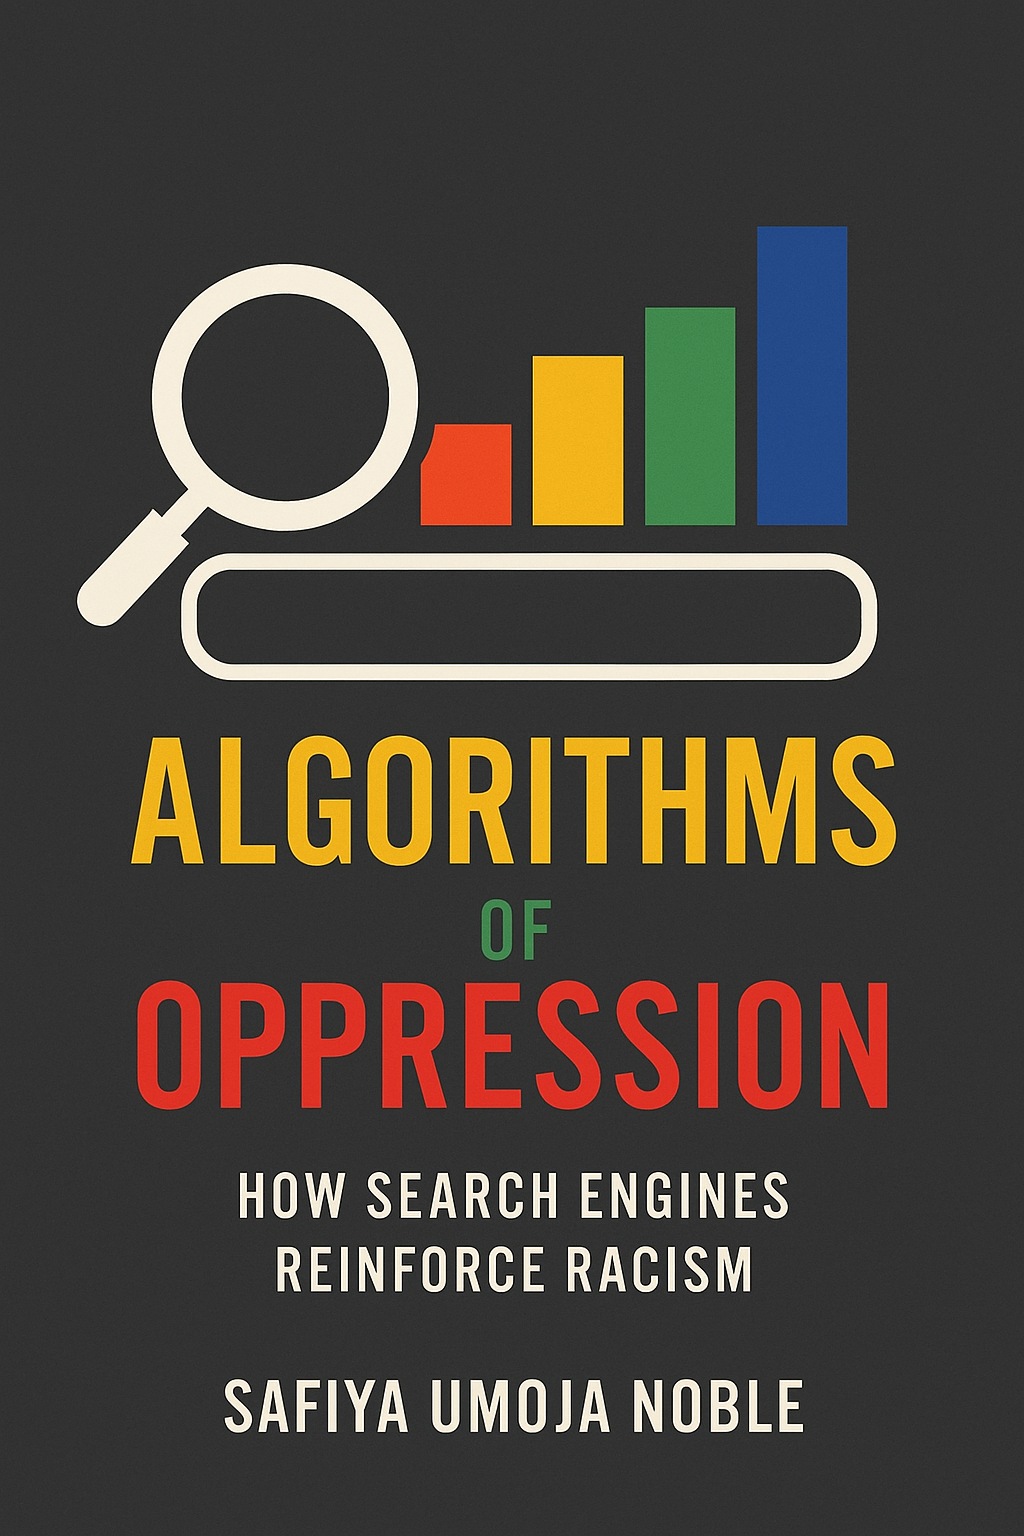 ALGORITHMS
OF
OPPRESSION
HOW SEARCH ENGINES
REINFORCE RACISM
SAFIYA UMOJA NOBLE